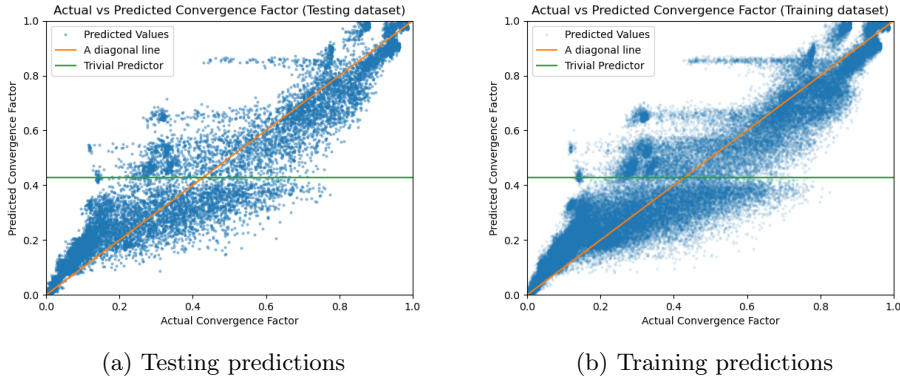 Actual vs Predicted Convergence Factor (Testing dataset)
1.0
0.8
0.6
0.4
0.2
0.0
Predicted Convergence Factor
Predicted Values
A diagonal line
Trivial Predictor
0.0 0.2 0.4 0.6 0.8 1.0
Actual Convergence Factor
(a) Testing predictions
Actual vs Predicted Convergence Factor (Training dataset)
1.0
0.8
0.6
0.4
0.2
0.0
Predicted Convergence Factor
Predicted Values
A diagonal line
Trivial Predictor
0.0 0.2 0.4 0.6 0.8 1.0
Actual Convergence Factor
(b) Training predictions